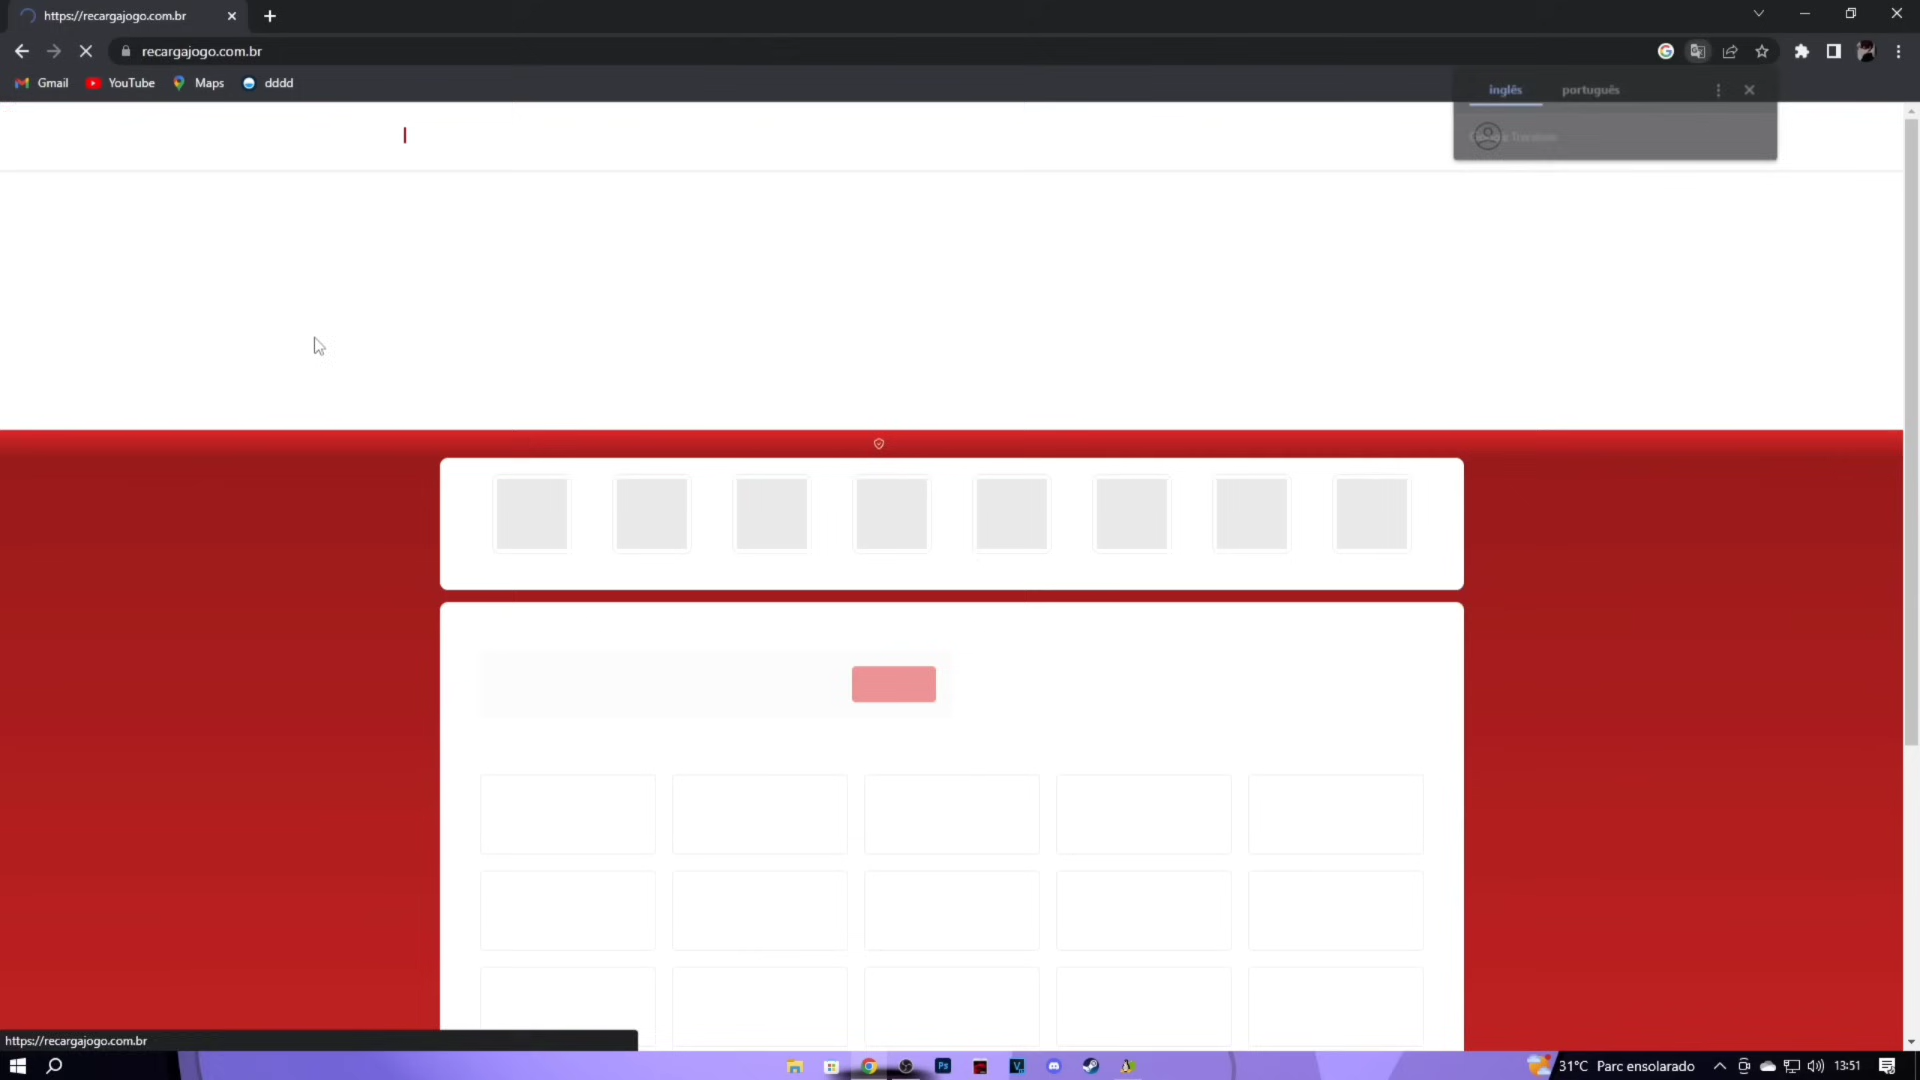 https://recargajogo.com.br
recargajogo.com.br
Gmail
YouTube
Maps
dddd
inglês
português
https://recargajogo.com.br
Ps
31°C Parc ensolarado
13:51